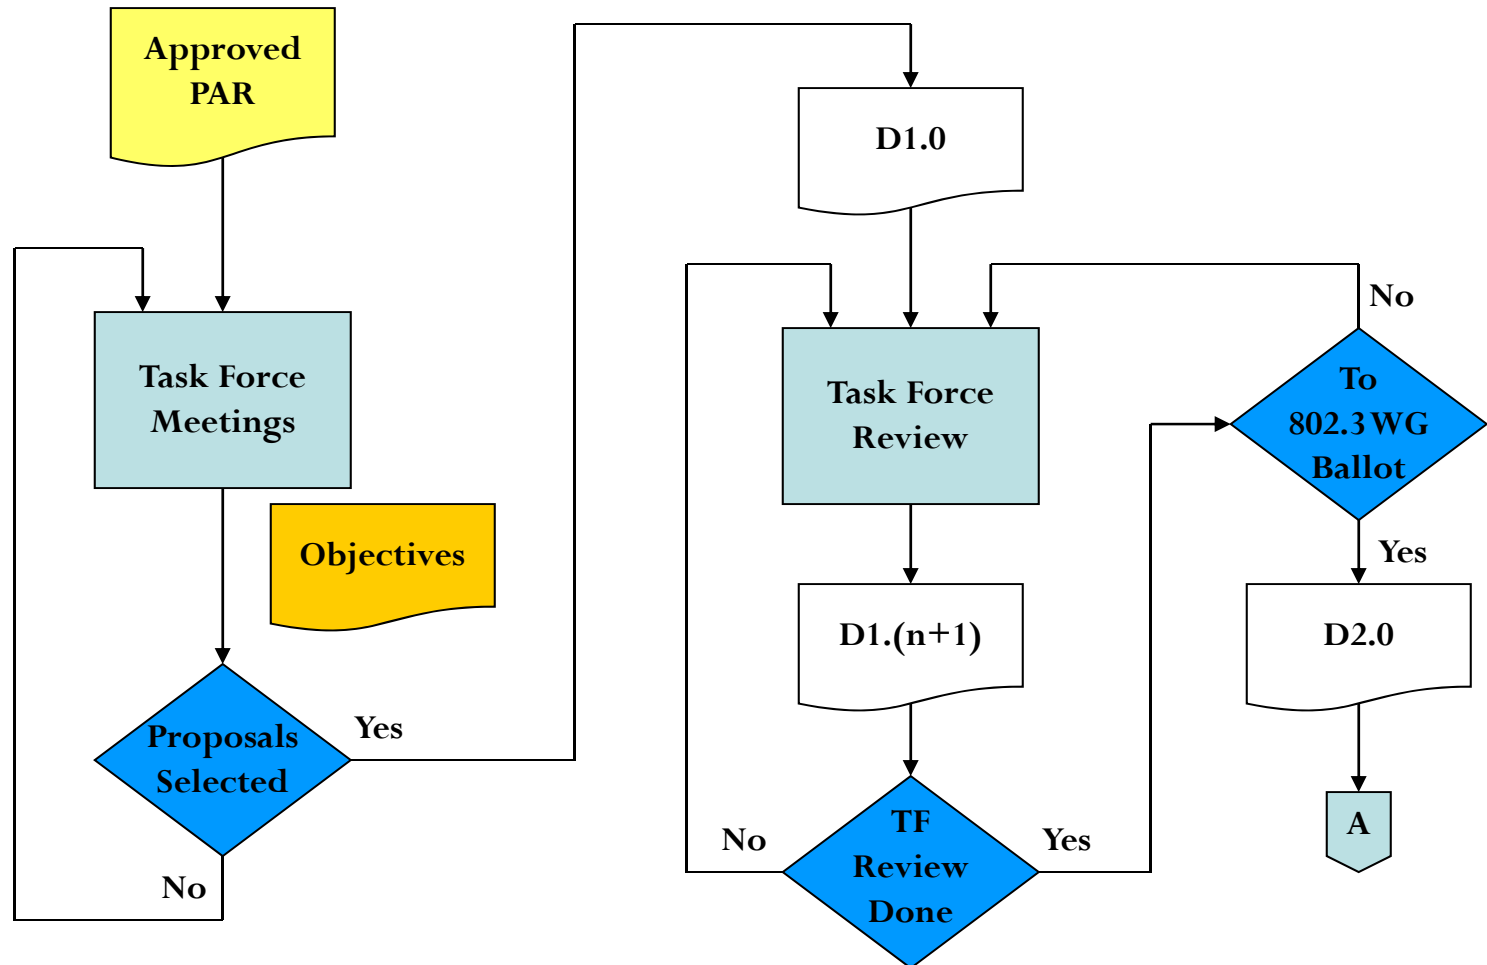 Approved
PAR
Task Force
Meetings
Objectives
Proposals
Selected
Yes
No
D1.0
Task Force
Review
D1.(n+1)
TF
Review
Done
No
Yes
To
802.3 WG
Ballot
No
Yes
D2.0
A